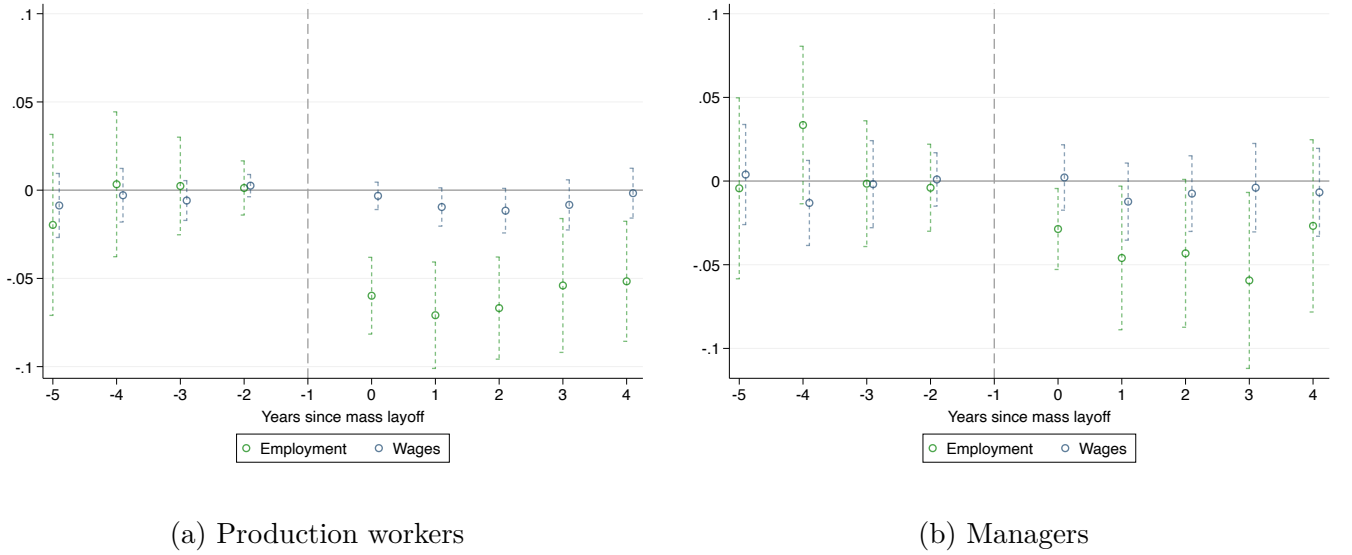 .1
.05
0
-.05
-.1
-5 -4 -3 -2 -1 0 1 2 3 4
Years since mass layoff
Employment Wages
(a) Production workers
.1
.05
0
-.05
-.1
-5 -4 -3 -2 -1 0 1 2 3 4
Years since mass layoff
Employment Wages
(b) Managers